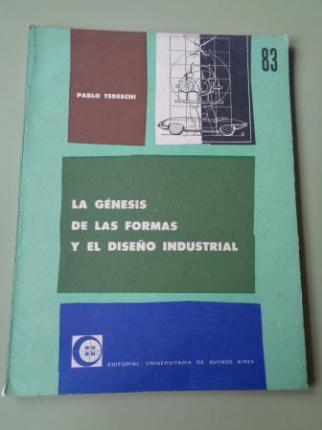 83
PABLO TEDESCHI
LA GÉNESIS
DE LAS FORMAS
Y EL DISEÑO INDUSTRIAL
EDITORIAL UNIVERSITARIA DE BUENOS AIRES